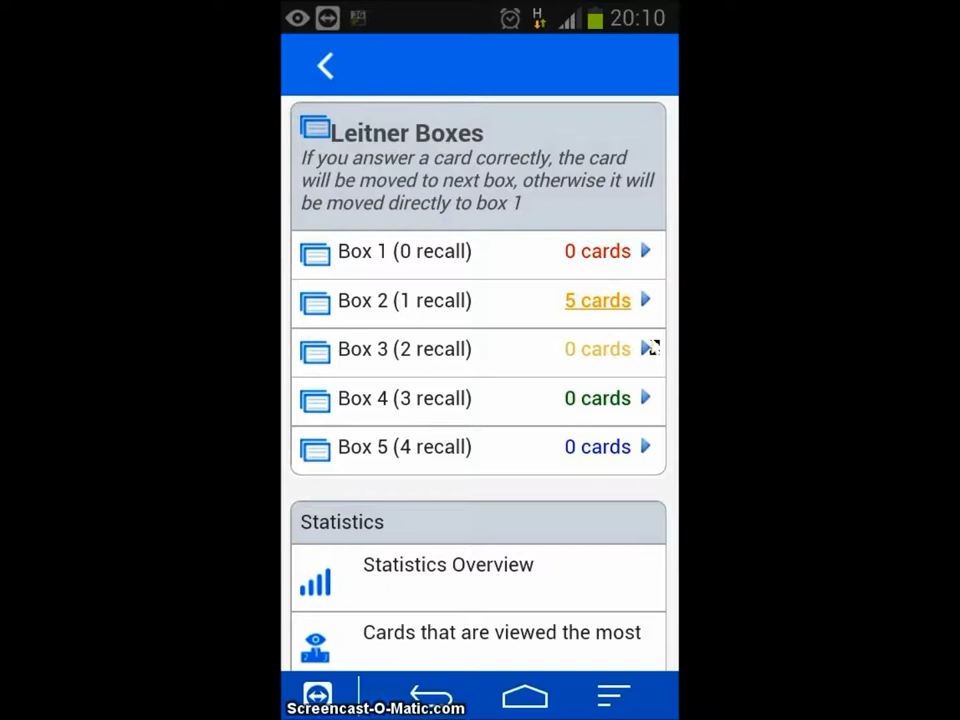 H 20:10
Leitner Boxes
If you answer a card correctly, the card
will be moved to next box, otherwise it will
be moved directly to box 1
Box 1 (0 recall) 0 cards
Box 2 (1 recall) 5 cards
Box 3 (2 recall) 0 cards
Box 4 (3 recall) 0 cards
Box 5 (4 recall) 0 cards
Statistics
Statistics Overview
Cards that are viewed the most
Screencast-O-Matic.com